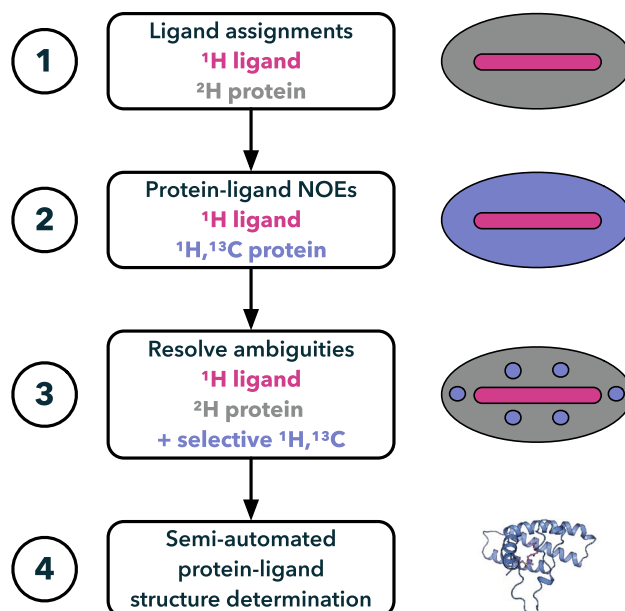 1
Ligand assignments
¹H ligand
²H protein
2
Protein-ligand NOEs
¹H ligand
¹H,¹³C protein
3
Resolve ambiguities
¹H ligand
²H protein
+ selective ¹H,¹³C
4
Semi-automated
protein-ligand
structure determination